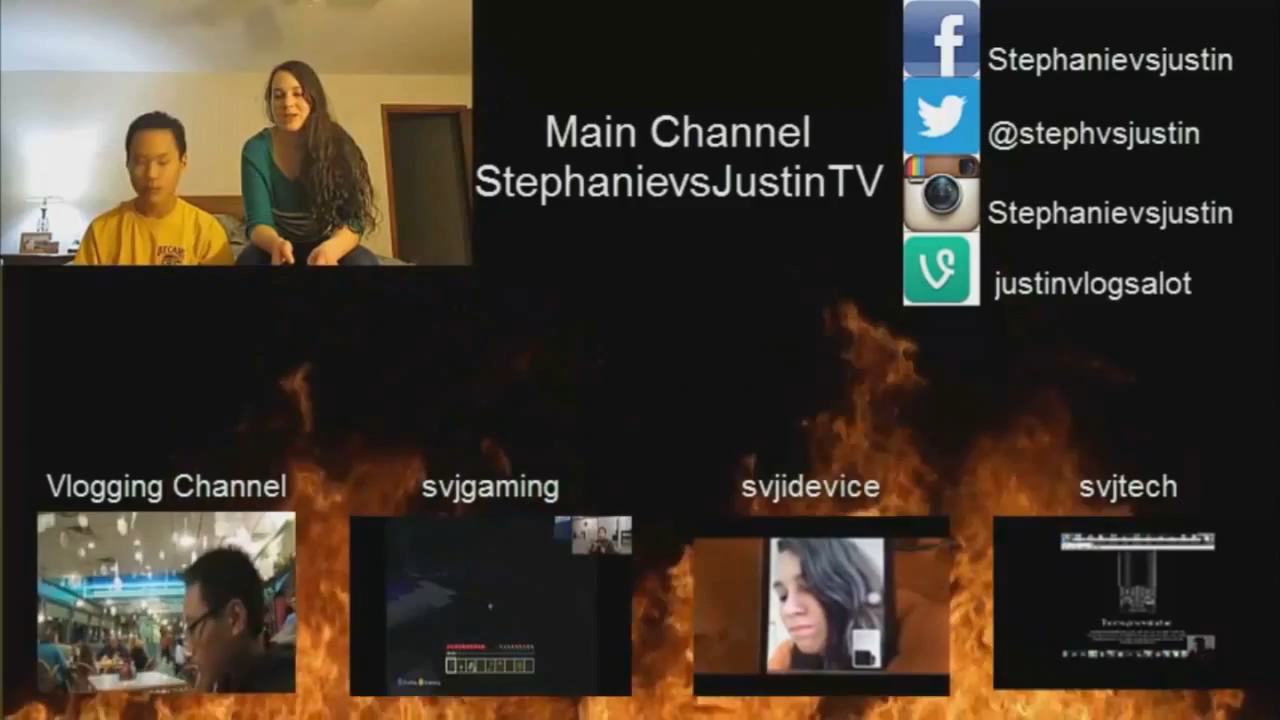 Stephanievsjustin
Main Channel
@stephvsjustin
StephanievsJustinTV
Stephanievsjustin
justinvlogsalot
Vlogging Channel
svjgaming
svjidevice
svjtech